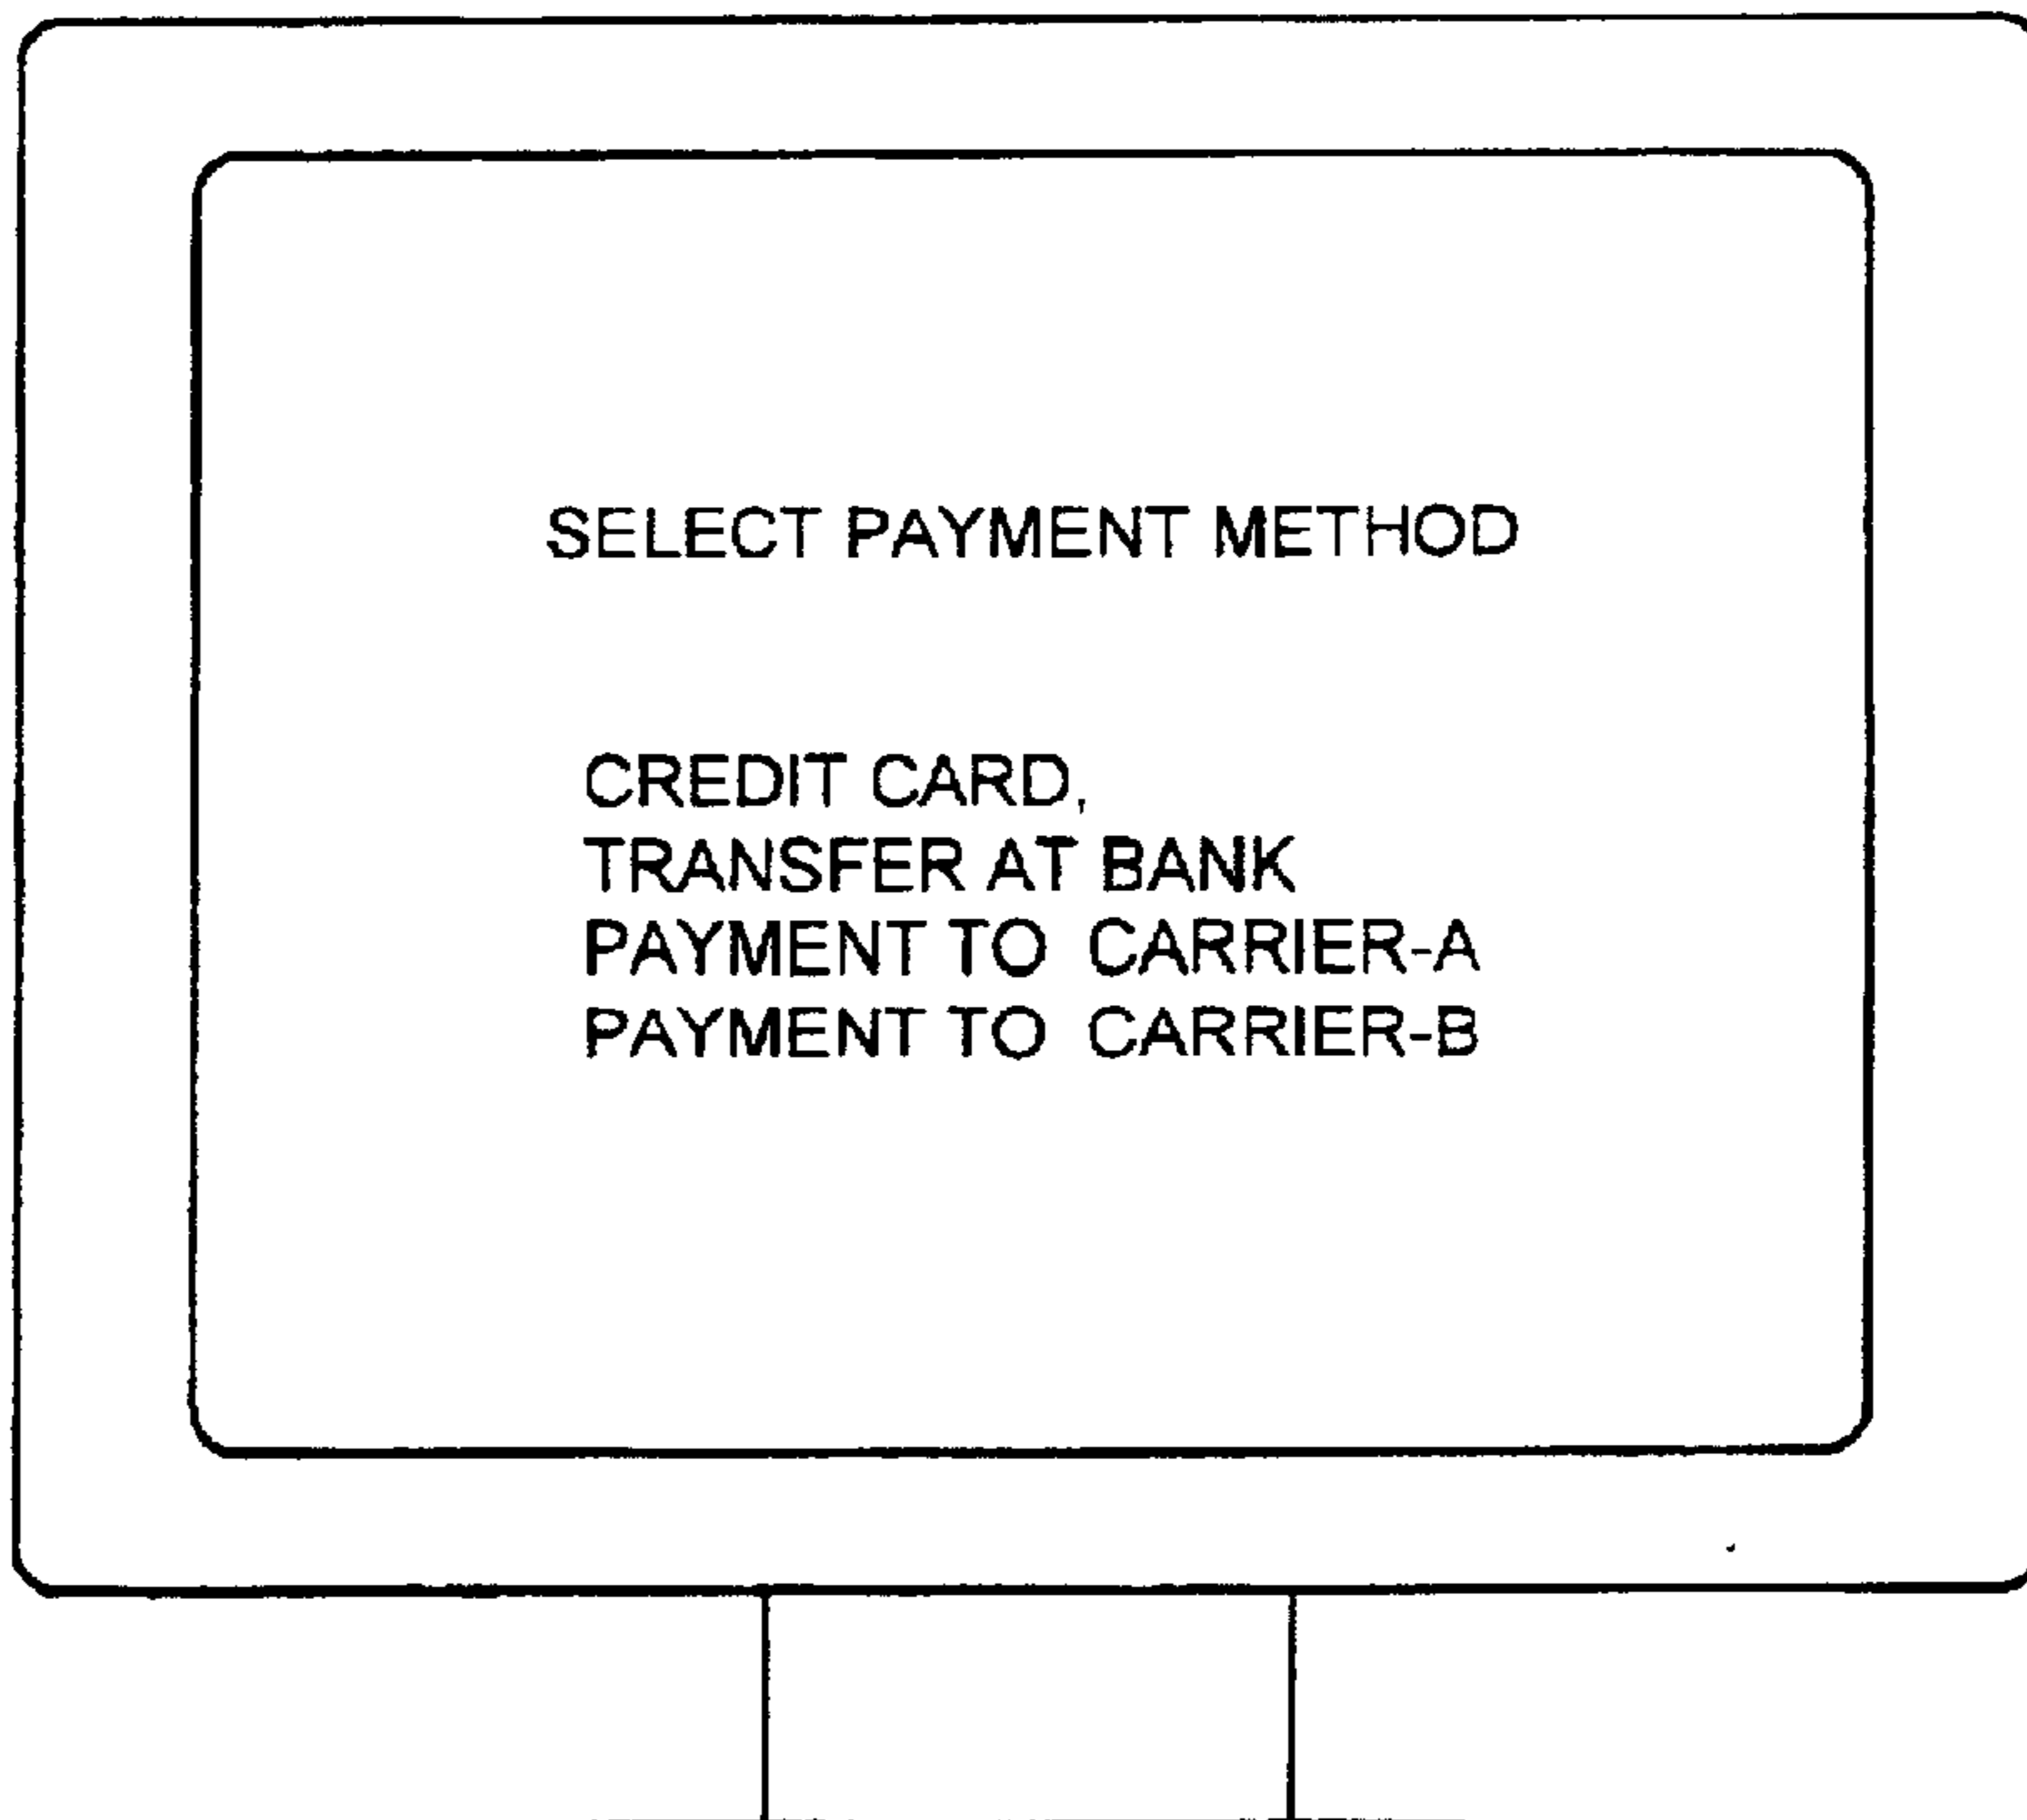 SELECT PAYMENT METHOD
CREDIT CARD,
TRANSFER AT BANK
PAYMENT TO CARRIER-A
PAYMENT TO CARRIER-B